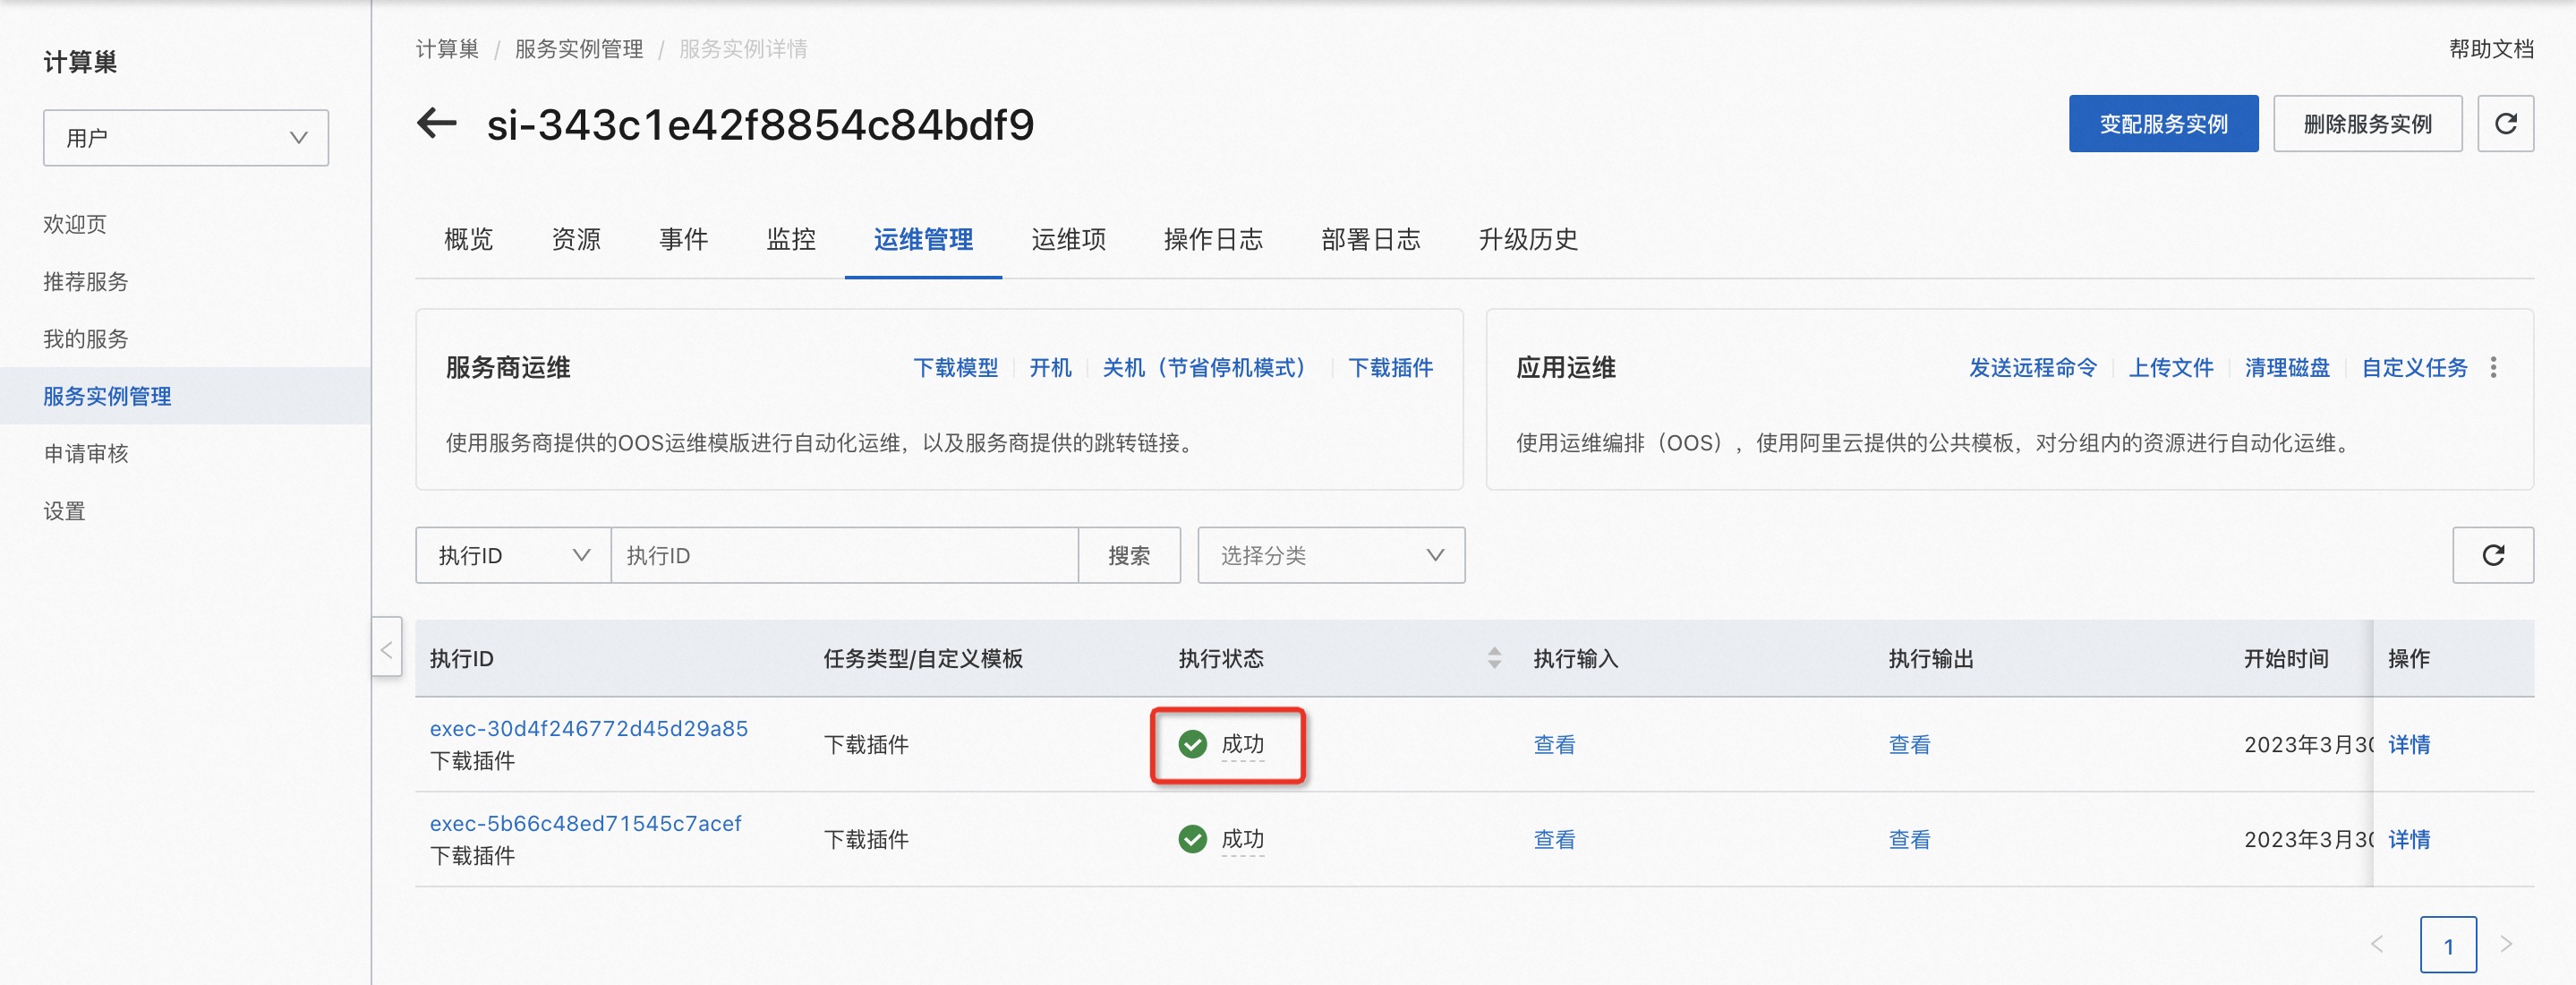 计算巢
用户
欢迎页
推荐服务
我的服务
服务实例管理
申请审核
设置
计算巢 / 服务实例管理 / 服务实例详情
帮助文档
si-343c1e42f8854c84bdf9
变配服务实例
删除服务实例
概览 资源 事件 监控 运维管理 运维项 操作日志 部署日志 升级历史
服务商运维
下载模型 开机 关机（节省停机模式） 下载插件
使用服务商提供的OOS运维模版进行自动化运维，以及服务商提供的跳转链接。
应用运维
发送远程命令 上传文件 清理磁盘 自定义任务
使用运维编排（OOS），使用阿里云提供的公共模板，对分组内的资源进行自动化运维。
执行ID 执行ID 搜索 选择分类
执行ID 任务类型/自定义模板 执行状态 执行输入 执行输出 开始时间 操作
exec-30d4f246772d45d29a85
下载插件
下载插件 成功 查看 查看 2023年3月30 详情
exec-5b66c48ed71545c7acef
下载插件
下载插件 成功 查看 查看 2023年3月30 详情
1